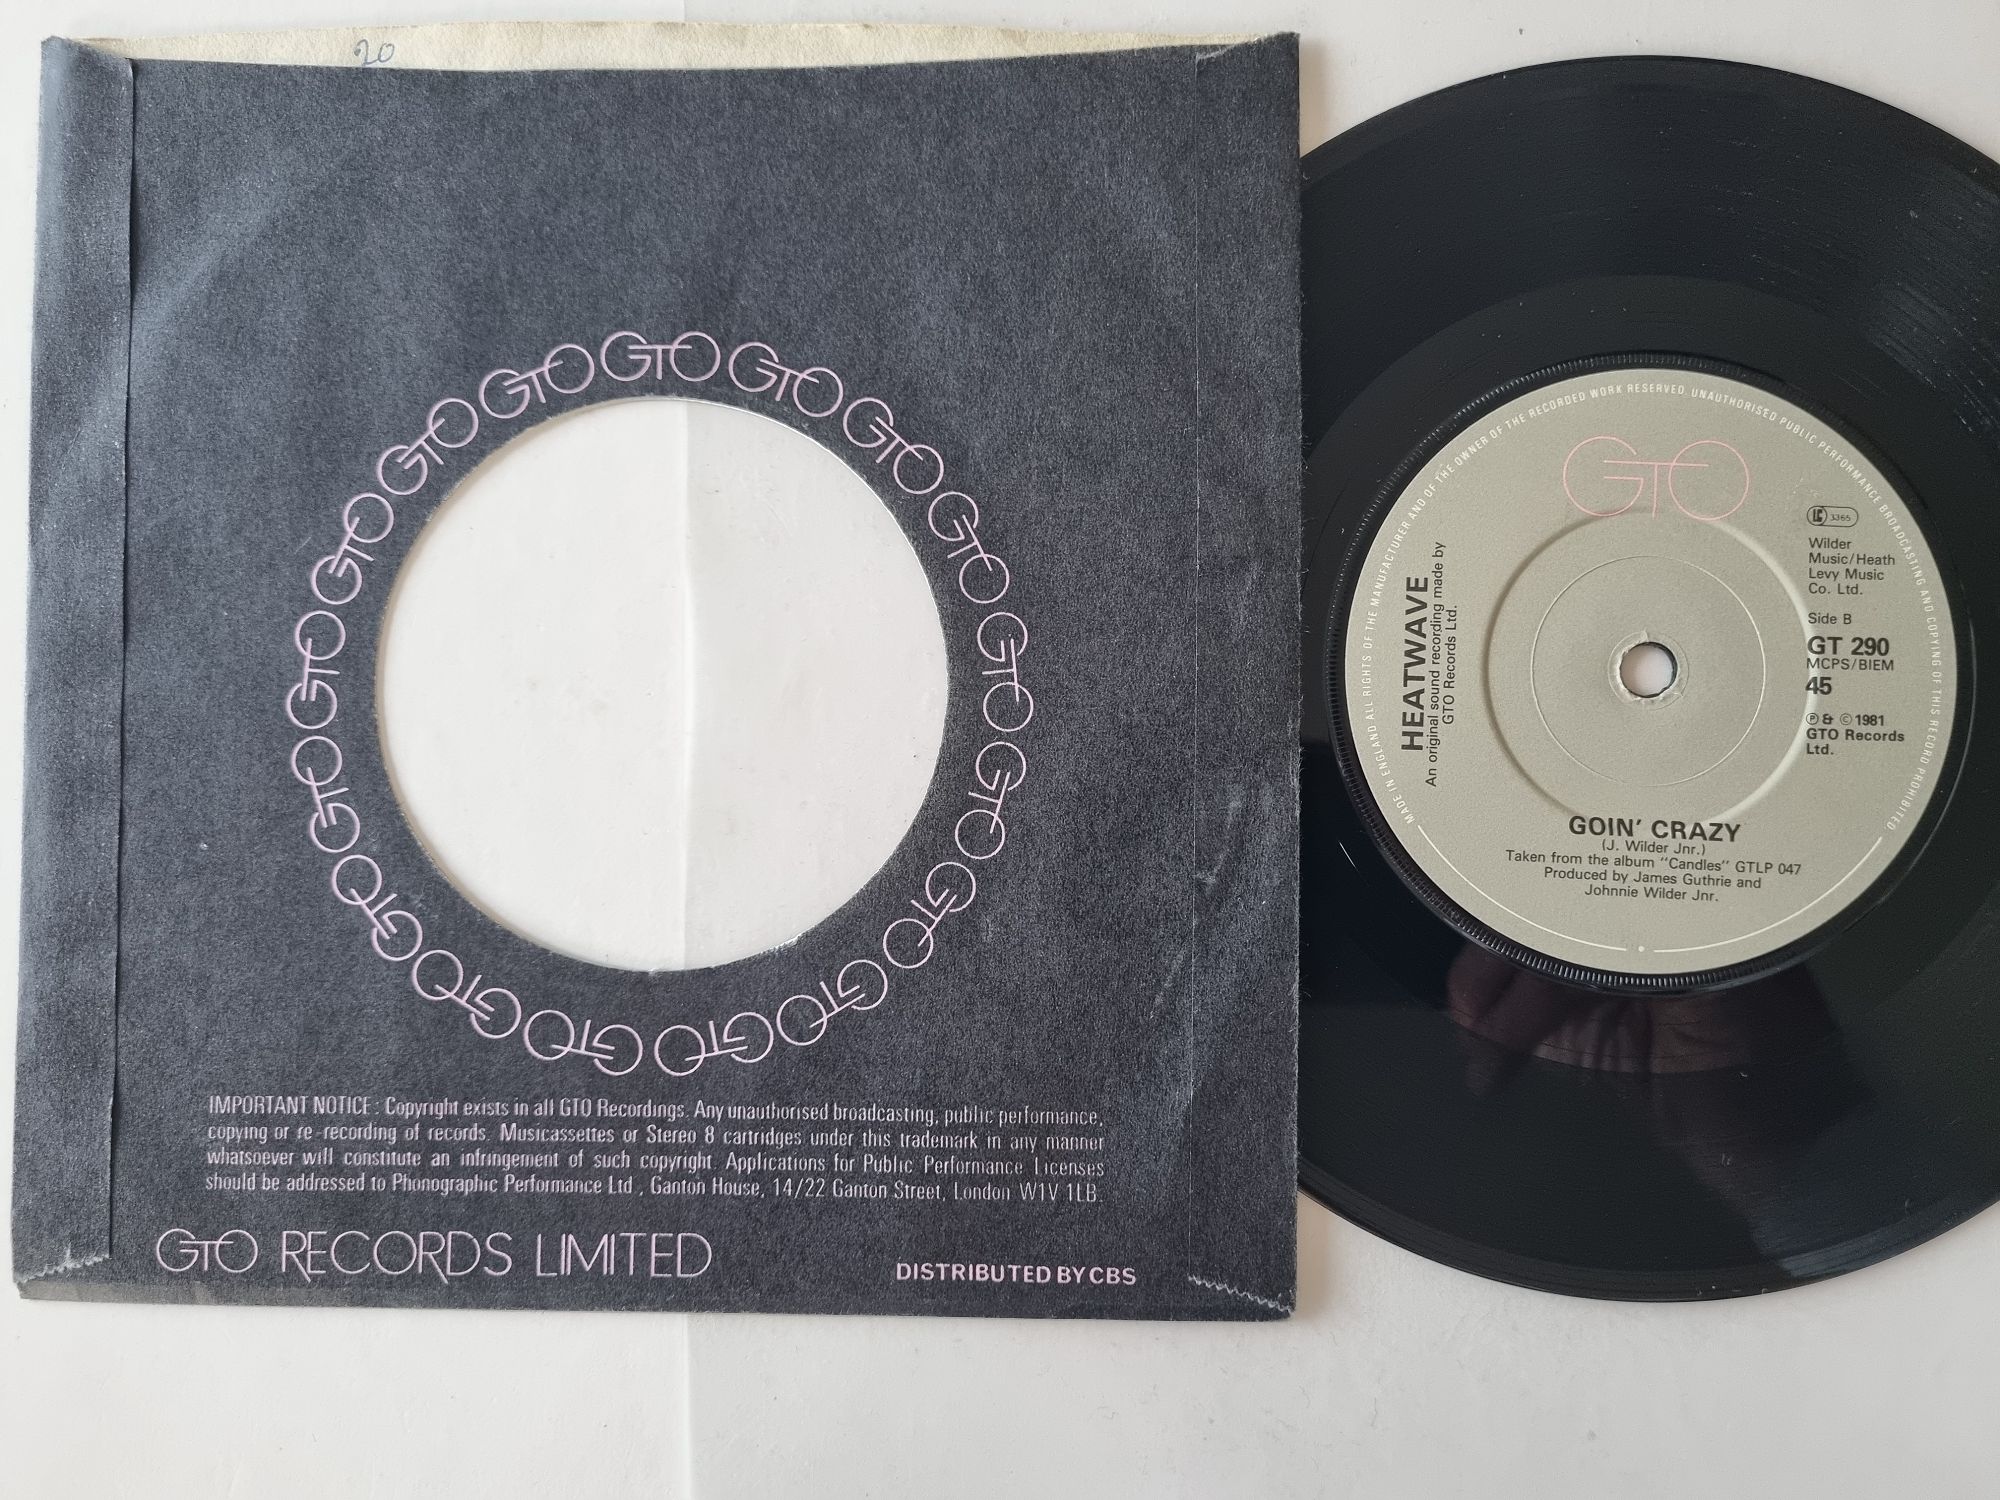 20
GTO GTO GTO GTO GTO GTO GTO GTO GTO GTO GTO GTO GTO GTO GTO GTO GTO GTO
IMPORTANT NOTICE : Copyright exists in all GTO Recordings. Any unauthorised broadcasting, public performance,
copying or re-recording of records. Musicassettes or Stereo 8 cartridges under this trademark in any manner
whatsoever will constitute an infringement of such copyright. Applications for Public Performance Licenses
should be addressed to Phonographic Performance Ltd., Ganton House, 14/22 Ganton Street, London W1V 1LB.
GTO RECORDS LIMITED
DISTRIBUTED BY CBS
MADE IN ENGLAND. ALL RIGHTS OF THE MANUFACTURER AND OF THE OWNER OF THE RECORDED WORK RESERVED. UNAUTHORISED PUBLIC PERFORMANCE BROADCASTING AND COPYING OF THIS RECORD PROHIBITED.
GTO
HEATWAVE
An original sound recording made by
GTO Records Ltd.
LC 3365
Wilder
Music/Heath
Levy Music
Co. Ltd.
Side B
GT 290
MCPS/BIEM
45
℗ & © 1981
GTO Records
Ltd.
GOIN' CRAZY
(J. Wilder Jnr.)
Taken from the album "Candles" GTLP 047
Produced by James Guthrie and
Johnnie Wilder Jnr.